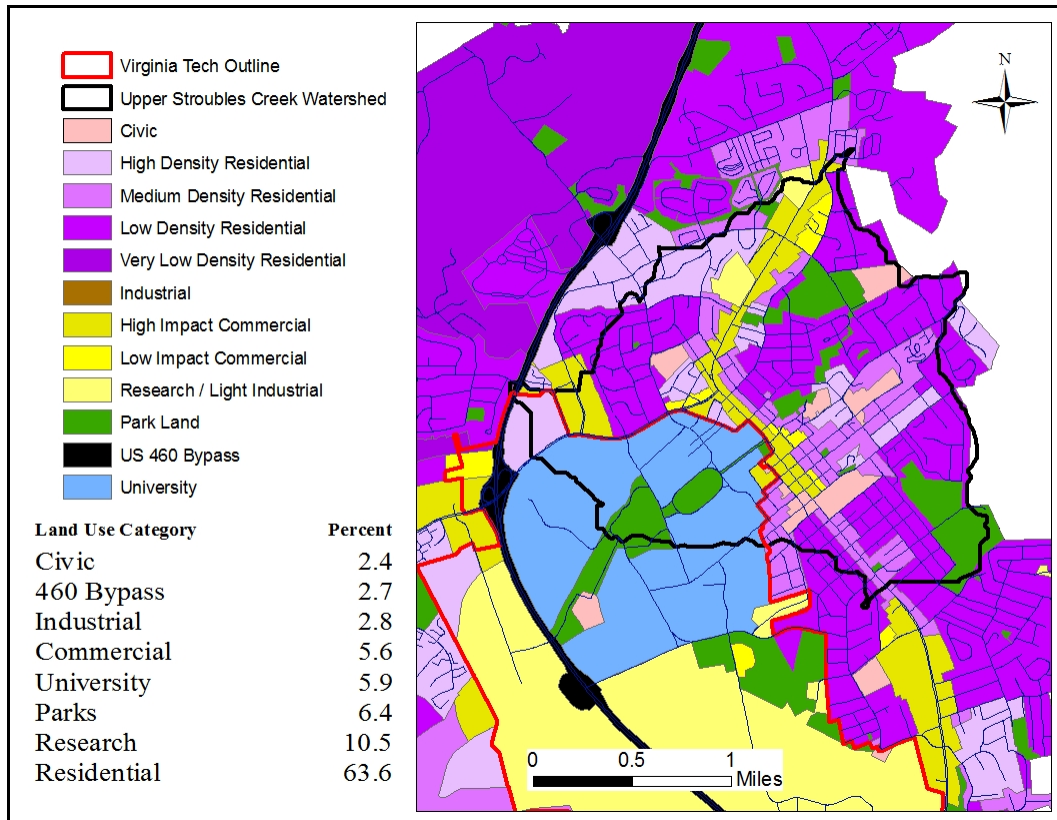 Virginia Tech Outline
Upper Stroubles Creek Watershed
Civic
High Density Residential
Medium Density Residential
Low Density Residential
Very Low Density Residential
Industrial
High Impact Commercial
Low Impact Commercial
Research / Light Industrial
Park Land
US 460 Bypass
University
Land Use Category Percent
Civic 2.4
460 Bypass 2.7
Industrial 2.8
Commercial 5.6
University 5.9
Parks 6.4
Research 10.5
Residential 63.6
N
0 0.5 1
Miles